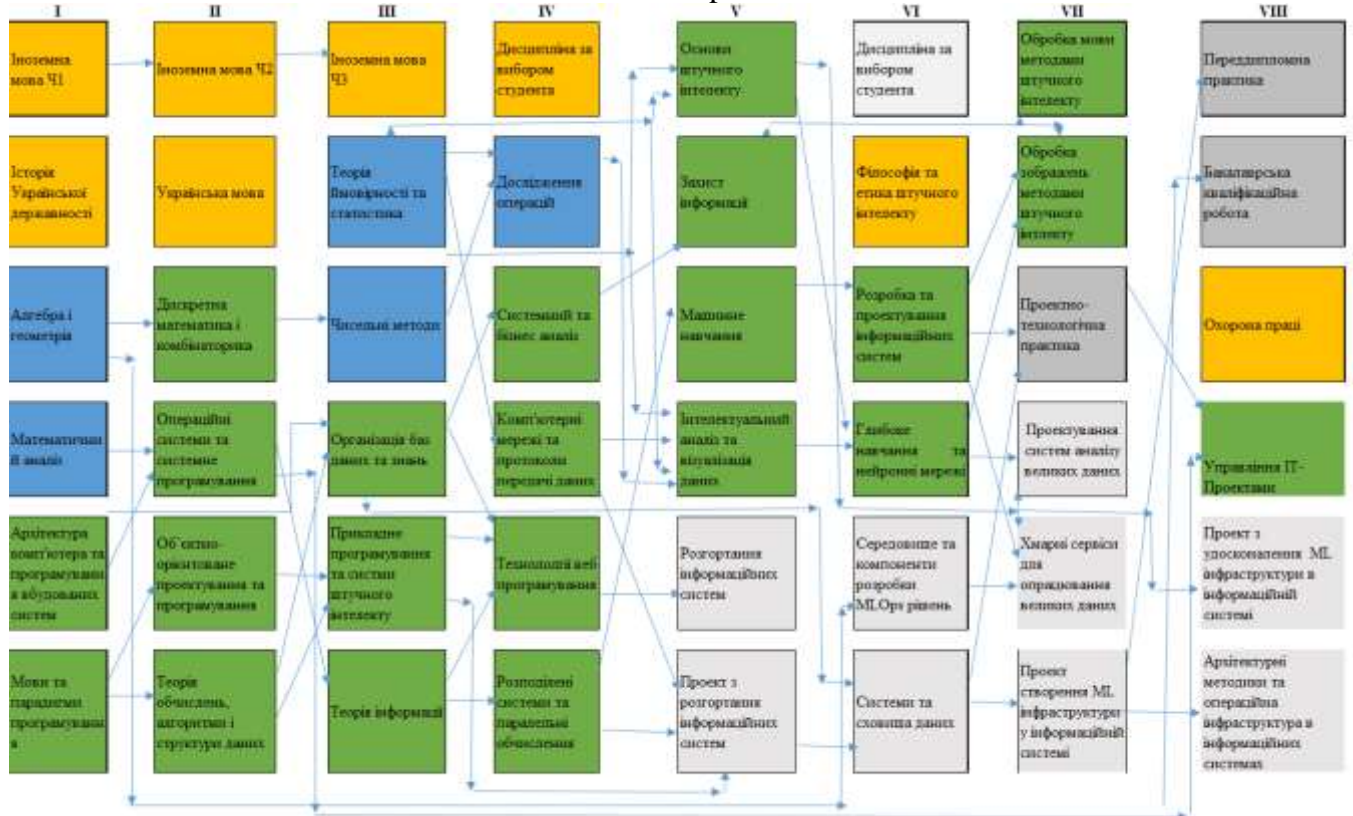 I II III IV V VI VII VIII
Іноземна
мова Ч1
Іноземна мова Ч2
Іноземна мова
Ч3
Дисципліна за
вибором
студента
Основи
штучного
інтелекту
Дисципліна за
вибором
студента
Обробка мови
методами
штучного
інтелекту
Переддипломна
практика
Історія
Української
державності
Українська мова
Теорія
ймовірності та
статистика
Дослідження
операцій
Захист
інформації
Філософія та
етика штучного
інтелекту
Обробка
зображень
методами
штучного
інтелекту
Бакалаврська
кваліфікаційна
робота
Алгебра і
геометрія
Дискретна
математика і
комбінаторика
Чисельні методи
Системний та
бізнес аналіз
Машинне
навчання
Розробка та
проектування
інформаційних
систем
Проектно-
технологічна
практика
Охорона праці
Математичн
й аналіз
Операційні
системи та
системне
програмування
Організація баз
даних та знань
Комп'ютерні
мережі та
протоколи
передачі даних
Інтелектуальний
аналіз та
візуалізація
даних
Глибоке
навчання та
нейронні мережі
Проектування
систем аналізу
великих даних
Управління ІТ-
Проектами
Архітектура
комп'ютера та
програмуванн
я вбудованих
систем
Об'єктно-
орієнтоване
проектування та
програмування
Прикладне
програмування
та системи
штучного
інтелекту
Технології веб
програмування
Розгортання
інформаційних
систем
Середовище та
компоненти
розробки
MLOps рішень
Хмарні сервіси
для
опрацювання
великих даних
Проект з
удосконалення ML
інфраструктури в
інформаційній
системі
Мови та
парадигми
програмуванн
я
Теорія
обчислень,
алгоритми і
структури даних
Теорія інформації
Розподілені
системи та
паралельні
обчислення
Проект з
розгортання
інформаційних
систем
Системи та
сховища даних
Проект
створення ML
інфраструктури
у інформаційній
системі
Архітектурні
методики та
операційна
інфраструктура в
інформаційних
системах